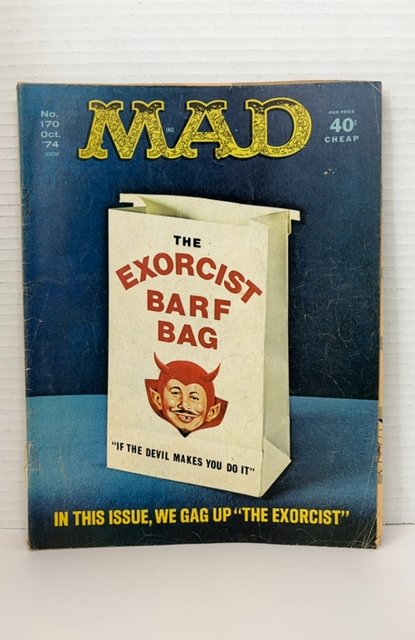 No.
170
Oct.
'74
MAD
IND
OUR PRICE
40¢
CHEAP
THE
EXORCIST
BARF
BAG
"IF THE DEVIL MAKES YOU DO IT"
IN THIS ISSUE, WE GAG UP "THE EXORCIST"